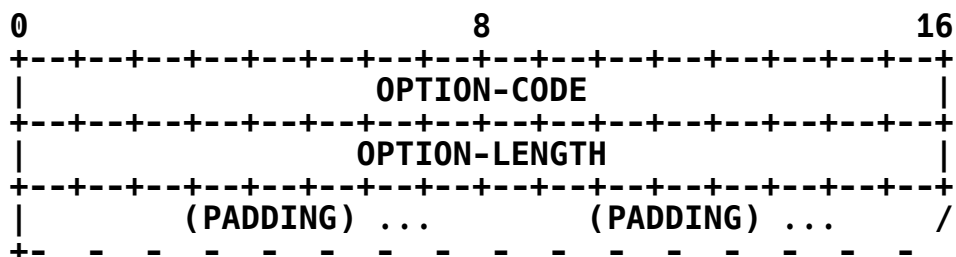 0                       8                      16
+--+--+--+--+--+--+--+--+--+--+--+--+--+--+--+--+
|                  OPTION-CODE                  |
+--+--+--+--+--+--+--+--+--+--+--+--+--+--+--+--+
|                 OPTION-LENGTH                 |
+--+--+--+--+--+--+--+--+--+--+--+--+--+--+--+--+
|        (PADDING) ...        (PADDING) ...     /
+-  -  -  -  -  -  -  -  -  -  -  -  -  -  -  -